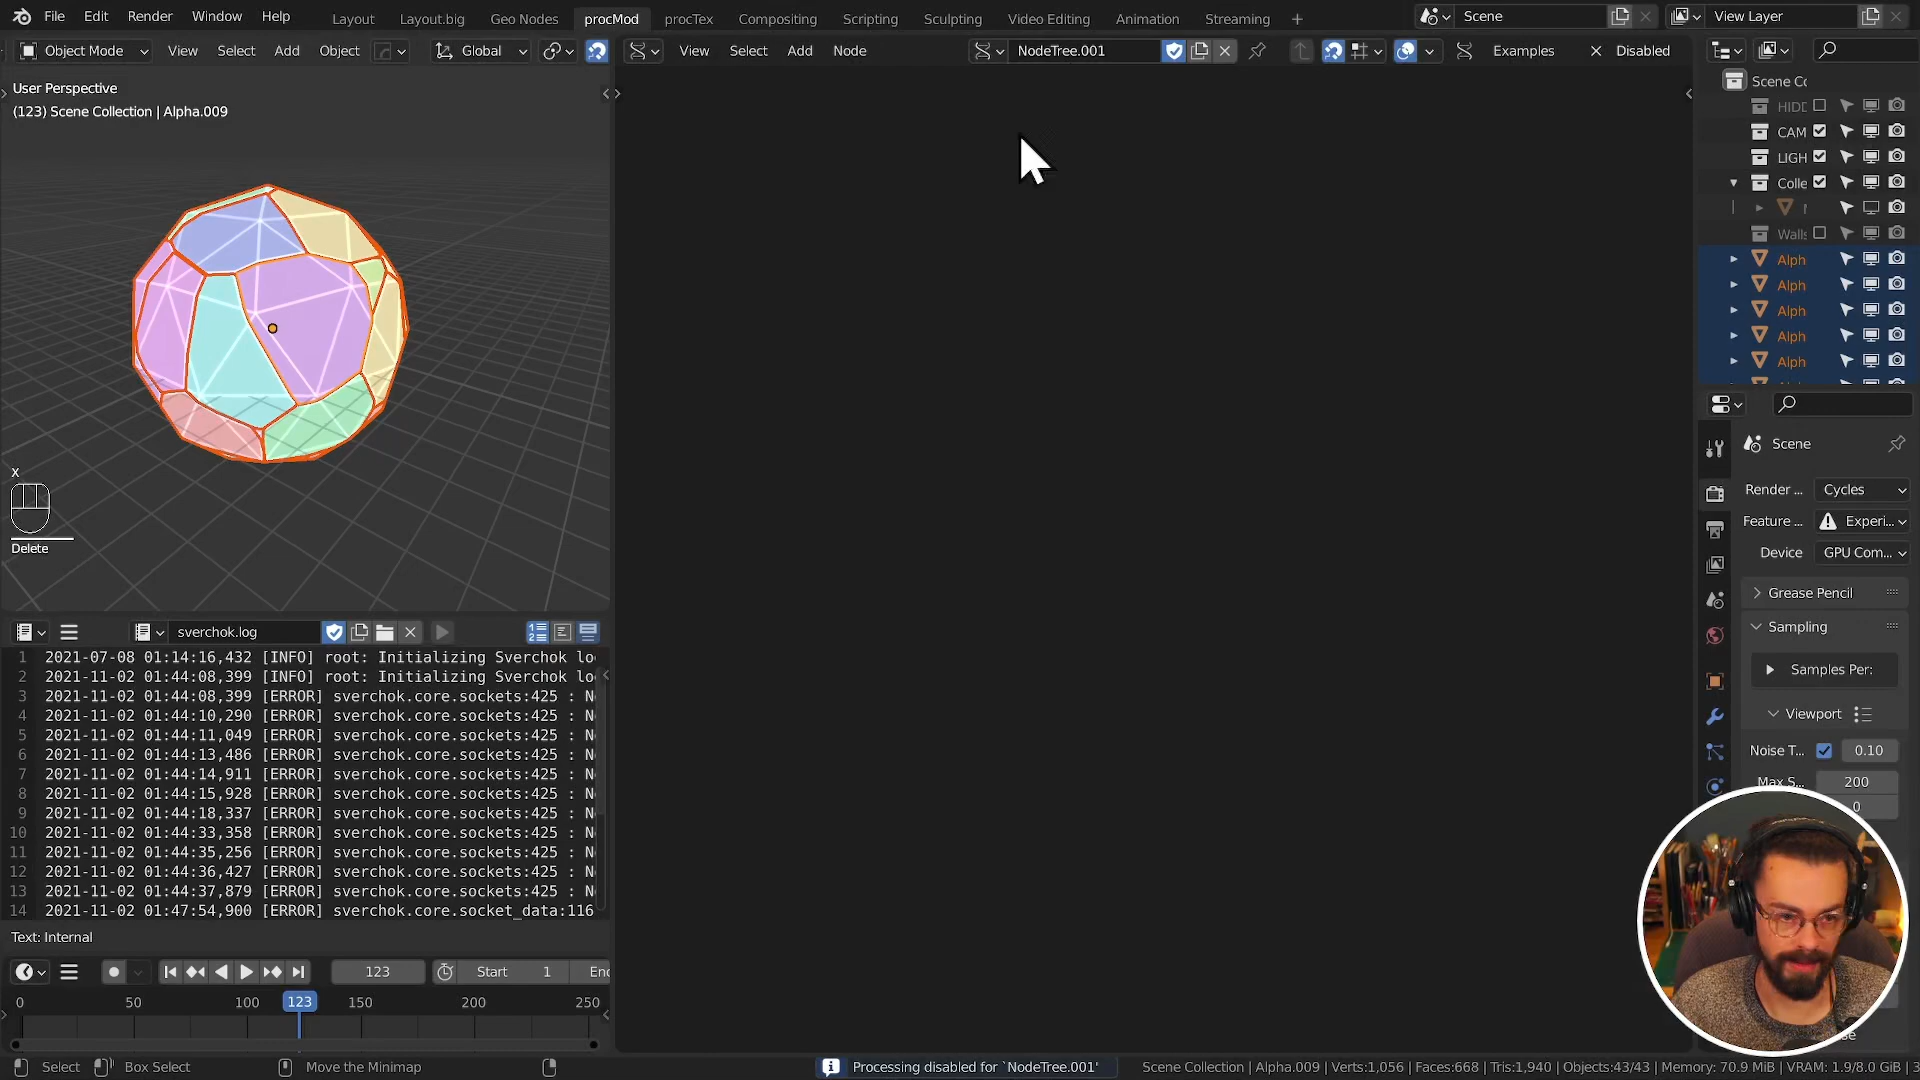 File Edit Render Window Help Layout Layout.big Geo Nodes procMod procTex Compositing Scripting Sculpting Video Editing Animation Streaming + Scene View Layer
Object Mode View Select Add Object Global View Select Add Node NodeTree.001 Examples Disabled
User Perspective
(123) Scene Collection | Alpha.009
Scene Co
HIDD
CAM
LIGH
Colle
Walls
Alph
Alph
Alph
Alph
Alph
Scene
Render ... Cycles
Feature ... Experi...
Device GPU Com...
Grease Pencil
Sampling
Samples Per:
Viewport
Noise T... 0.10
Max S... 200
0
x
Delete
sverchok.log
1 2021-07-08 01:14:16,432 [INFO] root: Initializing Sverchok lo
2 2021-11-02 01:44:08,399 [INFO] root: Initializing Sverchok lo
3 2021-11-02 01:44:08,399 [ERROR] sverchok.core.sockets:425 : N
4 2021-11-02 01:44:10,290 [ERROR] sverchok.core.sockets:425 : N
5 2021-11-02 01:44:11,049 [ERROR] sverchok.core.sockets:425 : N
6 2021-11-02 01:44:13,486 [ERROR] sverchok.core.sockets:425 : N
7 2021-11-02 01:44:14,911 [ERROR] sverchok.core.sockets:425 : N
8 2021-11-02 01:44:15,928 [ERROR] sverchok.core.sockets:425 : N
9 2021-11-02 01:44:18,337 [ERROR] sverchok.core.sockets:425 : N
10 2021-11-02 01:44:33,358 [ERROR] sverchok.core.sockets:425 : N
11 2021-11-02 01:44:35,256 [ERROR] sverchok.core.sockets:425 : N
12 2021-11-02 01:44:36,427 [ERROR] sverchok.core.sockets:425 : N
13 2021-11-02 01:44:37,879 [ERROR] sverchok.core.sockets:425 : N
14 2021-11-02 01:47:54,900 [ERROR] sverchok.core.socket_data:116
Text: Internal
123 Start 1 End
0 50 100 123 150 200 250
Select Box Select Move the Minimap Processing disabled for `NodeTree.001' Scene Collection | Alpha.009 | Verts:1,056 | Faces:668 | Tris:1,940 | Objects:43/43 | Memory: 70.9 MiB | VRAM: 1.9/8.0 GiB | 3